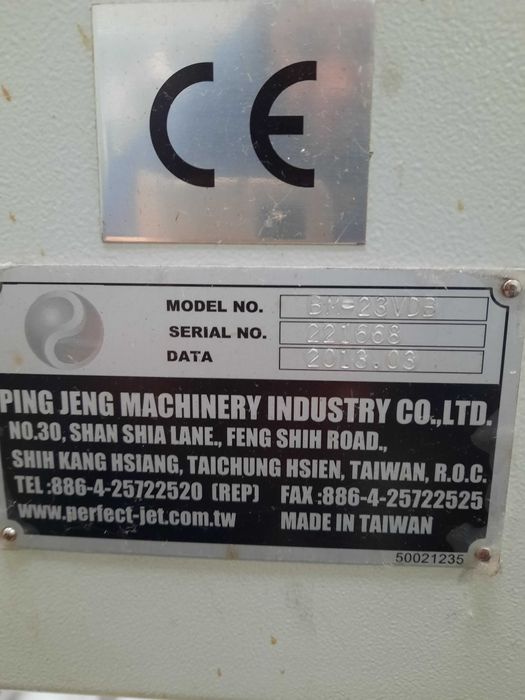 CE
MODEL NO. BM-23VDB
SERIAL NO. 221668
DATA 2013.03
PING JENG MACHINERY INDUSTRY CO.,LTD.
NO.30, SHAN SHIA LANE., FENG SHIH ROAD.,
SHIH KANG HSIANG, TAICHUNG HSIEN, TAIWAN, R.O.C.
TEL :886-4-25722520 (REP) FAX :886-4-25722525
www.perfect-jet.com.tw MADE IN TAIWAN
50021235